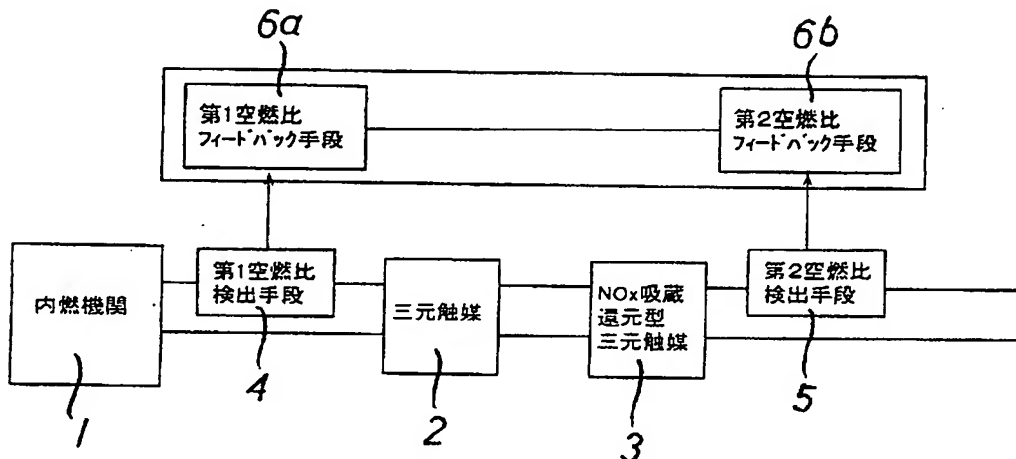 6a
6b
第1空燃比
フィードバック手段
第2空燃比
フィードバック手段
内燃機関
第1空燃比
検出手段
三元触媒
NOx吸蔵
還元型
三元触媒
第2空燃比
検出手段
1
4
2
3
5